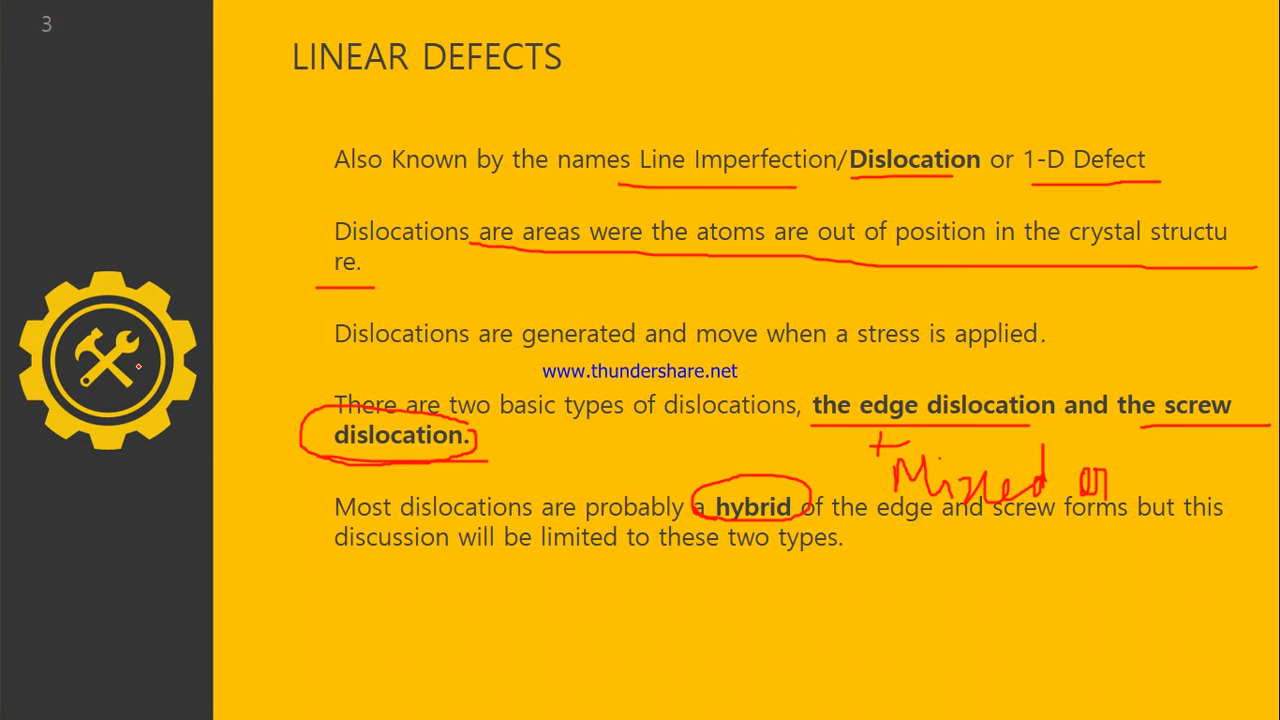 3
LINEAR DEFECTS
Also Known by the names Line Imperfection/Dislocation or 1-D Defect
Dislocations are areas were the atoms are out of position in the crystal structu
re.
Dislocations are generated and move when a stress is applied.
www.thundershare.net
There are two basic types of dislocations, the edge dislocation and the screw
dislocation.
+
Mixed or
Most dislocations are probably a hybrid of the edge and screw forms but this
discussion will be limited to these two types.